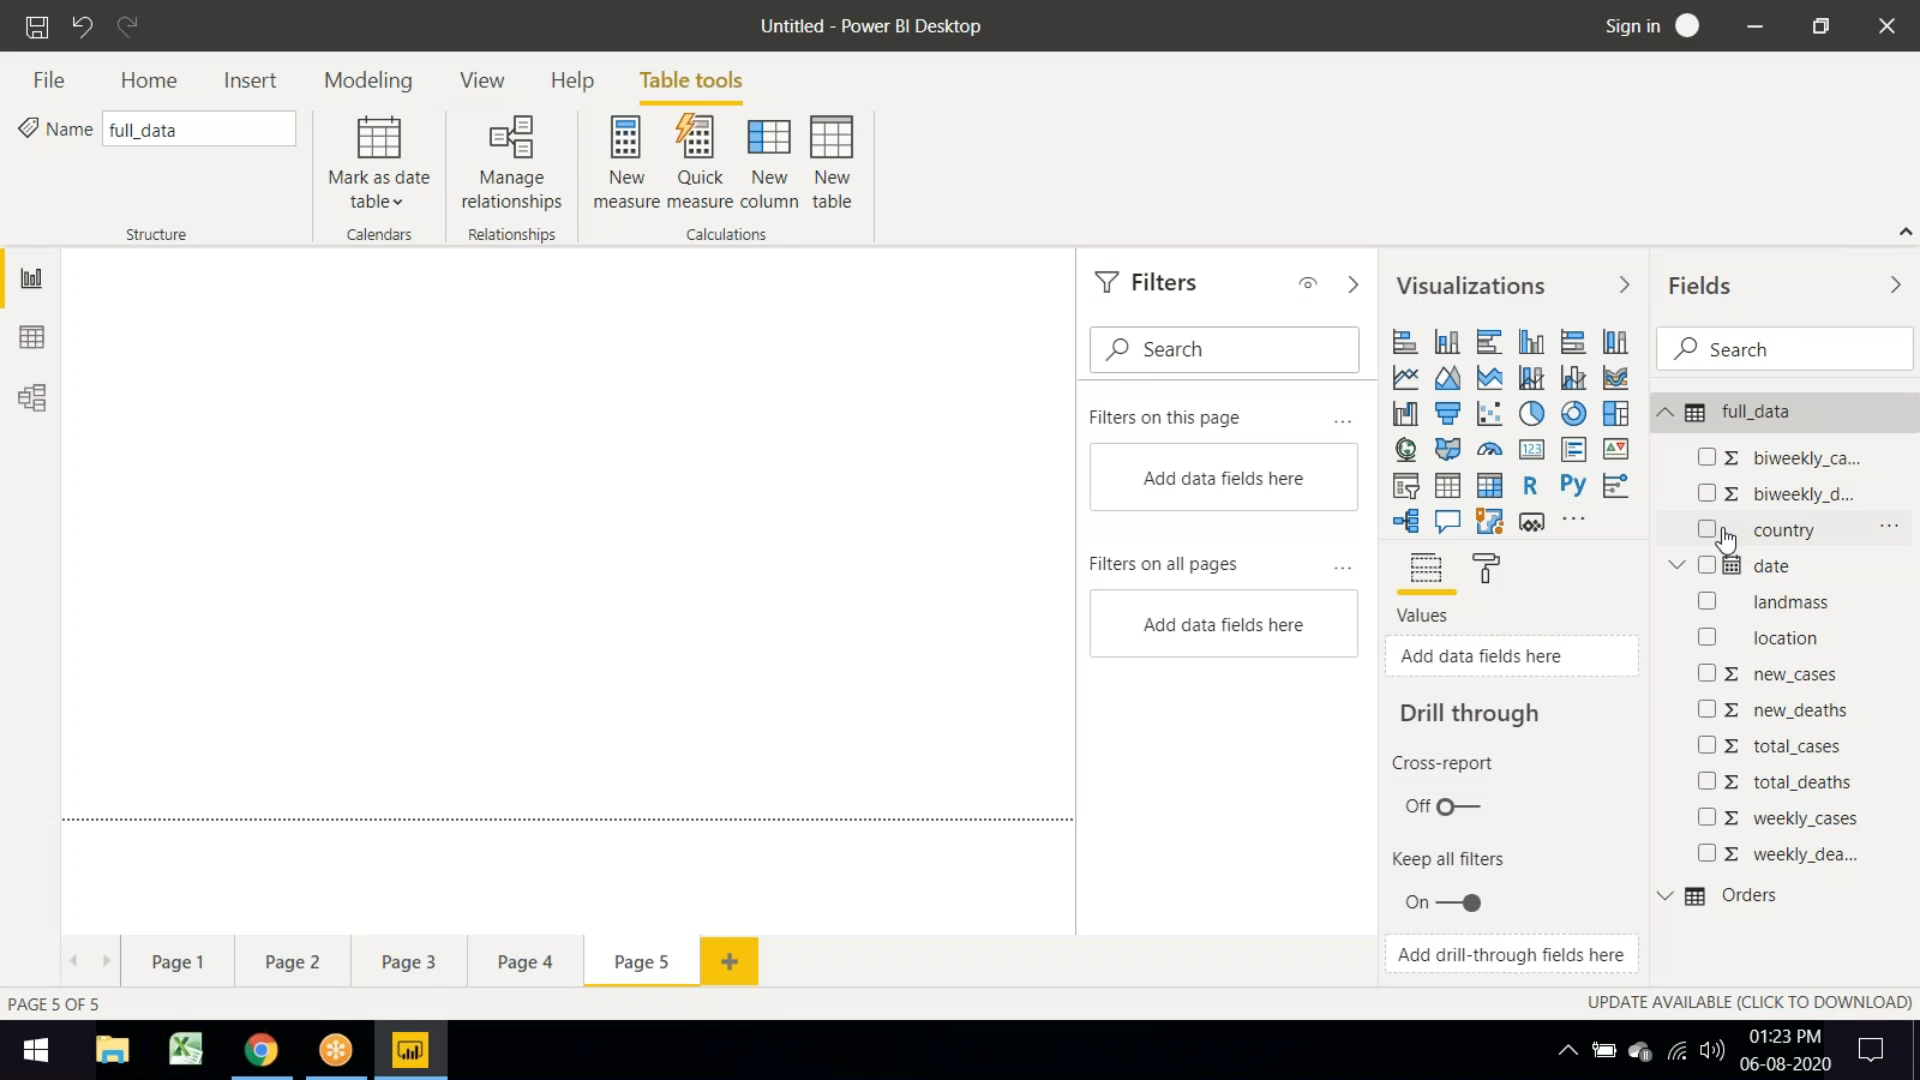 Untitled - Power BI Desktop
Sign in
File Home Insert Modeling View Help Table tools
Name full_data
Mark as date table
Manage relationships
New measure
Quick measure
New column
New table
Structure
Calendars
Relationships
Calculations
Filters
Search
Filters on this page ...
Add data fields here
Filters on all pages ...
Add data fields here
Visualizations
123
R
Py
...
Values
Add data fields here
Drill through
Cross-report
Off
Keep all filters
On
Add drill-through fields here
Fields
Search
full_data
Σ biweekly_ca...
Σ biweekly_d...
country ...
date
landmass
location
Σ new_cases
Σ new_deaths
Σ total_cases
Σ total_deaths
Σ weekly_cases
Σ weekly_dea...
Orders
Page 1
Page 2
Page 3
Page 4
Page 5
+
PAGE 5 OF 5
UPDATE AVAILABLE (CLICK TO DOWNLOAD)
01:23 PM
06-08-2020